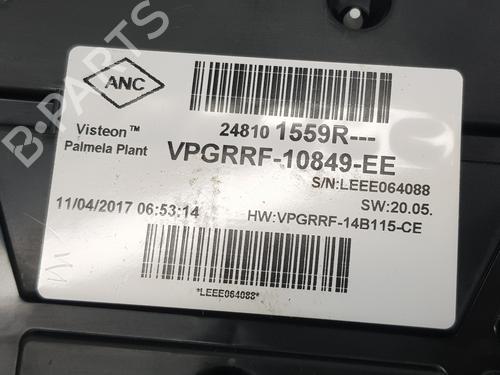 ANC
Visteon™
Palmela Plant
24810 1559R---
VPGRRF-10849-EE
S/N:LEEE064088
SW:20.05.
11/04/2017 06:53:14
HW:VPGRRF-14B115-CE
*LEEE064088*
B-PARTS